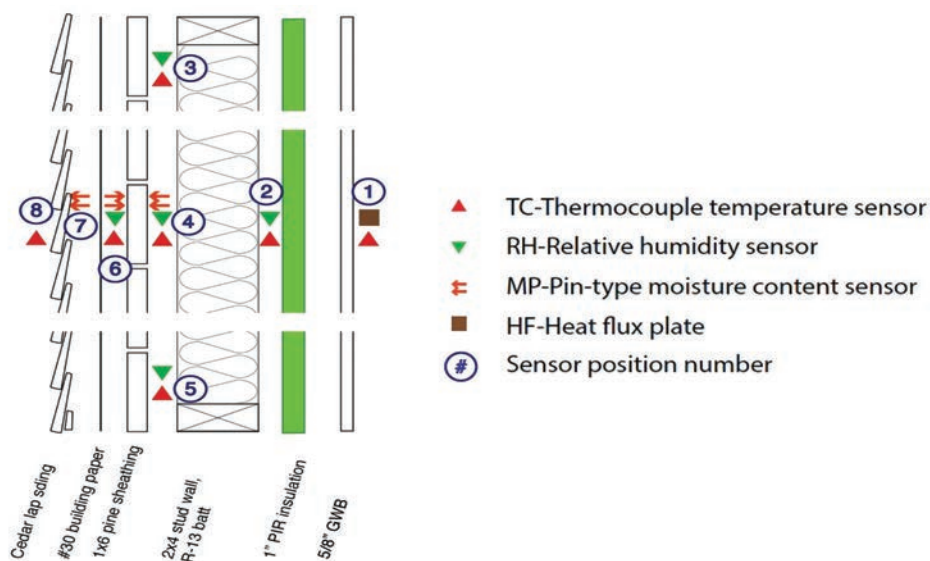 3
8
7
6
4
2
1
5
TC-Thermocouple temperature sensor
RH-Relative humidity sensor
MP-Pin-type moisture content sensor
HF-Heat flux plate
# Sensor position number
Cedar lap sding
#30 building paper
1x6 pine sheathing
2x4 stud wall,
R-13 batt
1" PIR insulation
5/8" GWB